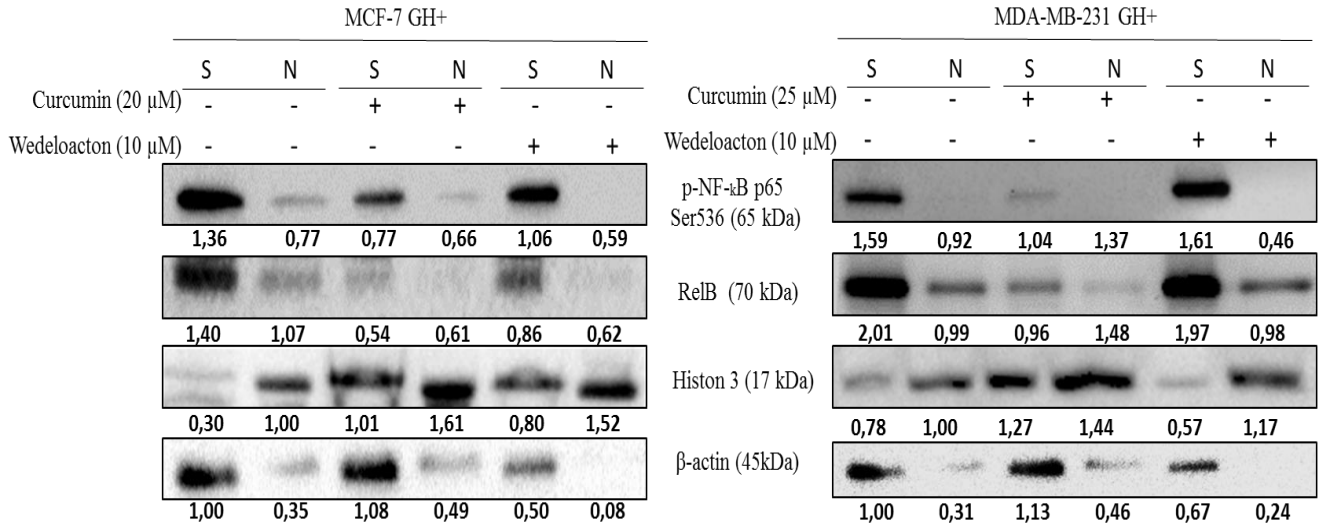 MCF-7 GH+
S N S N S N
Curcumin (20 µM) - - + + - -
Wedeloacton (10 µM) - - - - + +
1,36 0,77 0,77 0,66 1,06 0,59
1,40 1,07 0,54 0,61 0,86 0,62
0,30 1,00 1,01 1,61 0,80 1,52
1,00 0,35 1,08 0,49 0,50 0,08
MDA-MB-231 GH+
S N S N S N
Curcumin (25 µM) - - + + - -
Wedeloacton (10 µM) - - - - + +
p-NF-κB p65
Ser536 (65 kDa)
1,59 0,92 1,04 1,37 1,61 0,46
RelB (70 kDa)
2,01 0,99 0,96 1,48 1,97 0,98
Histon 3 (17 kDa)
0,78 1,00 1,27 1,44 0,57 1,17
β-actin (45kDa)
1,00 0,31 1,13 0,46 0,67 0,24